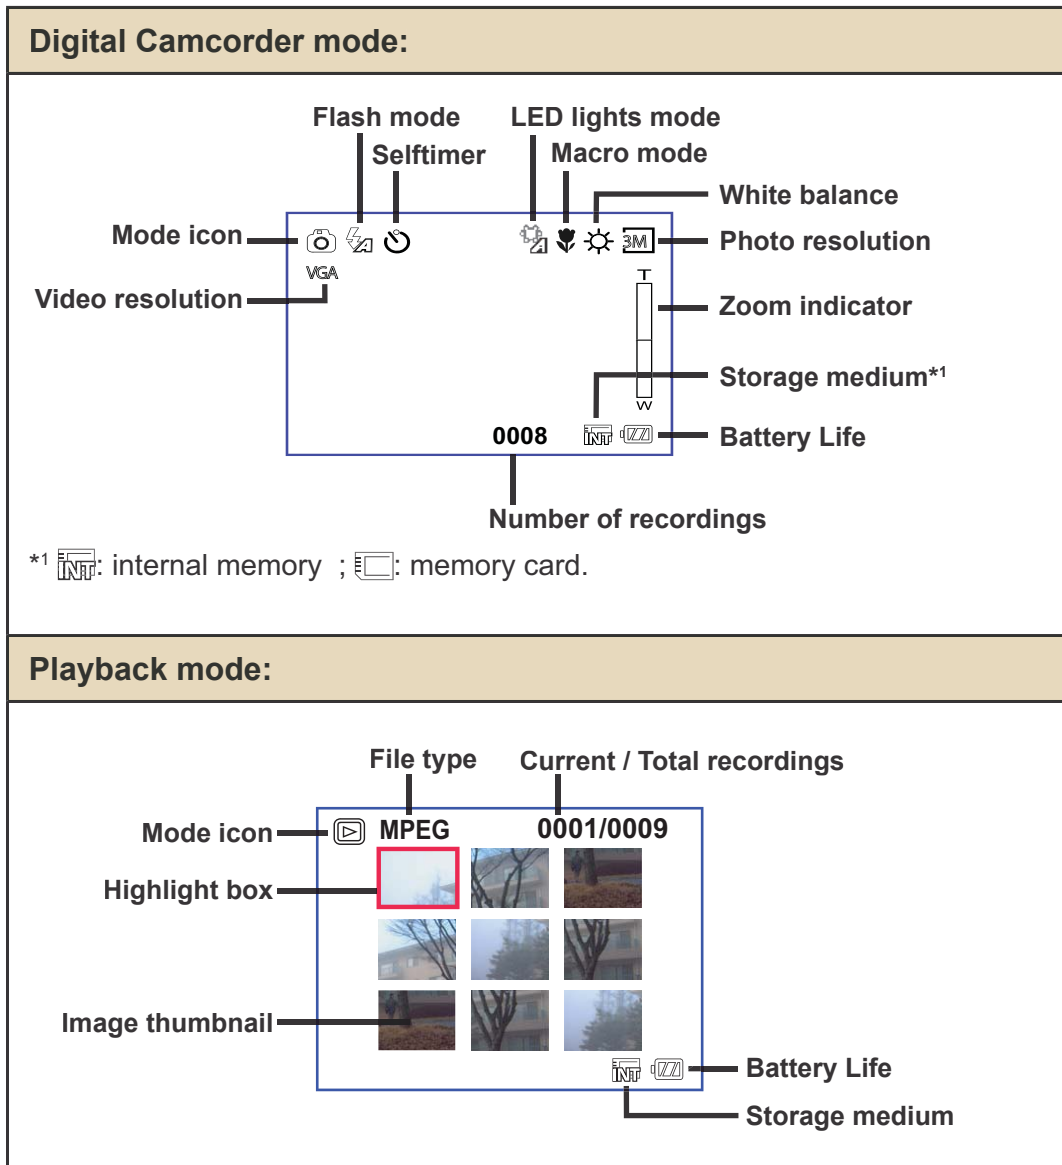 Digital Camcorder mode:
Flash mode
LED lights mode
Selftimer
Macro mode
White balance
Mode icon
Photo resolution
3M
VGA
Video resolution
T
Zoom indicator
Storage medium*1
W
0008
INT
Battery Life
Number of recordings
*1 INT: internal memory ; : memory card.
Playback mode:
File type
Current / Total recordings
Mode icon
MPEG
0001/0009
Highlight box
Image thumbnail
INT
Battery Life
Storage medium